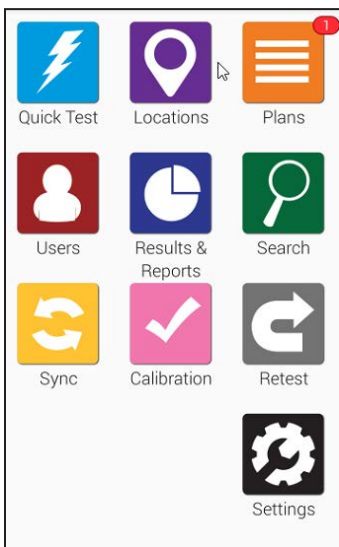 1
Quick Test
Locations
Plans
Users
Results &
Reports
Search
Sync
Calibration
Retest
Settings